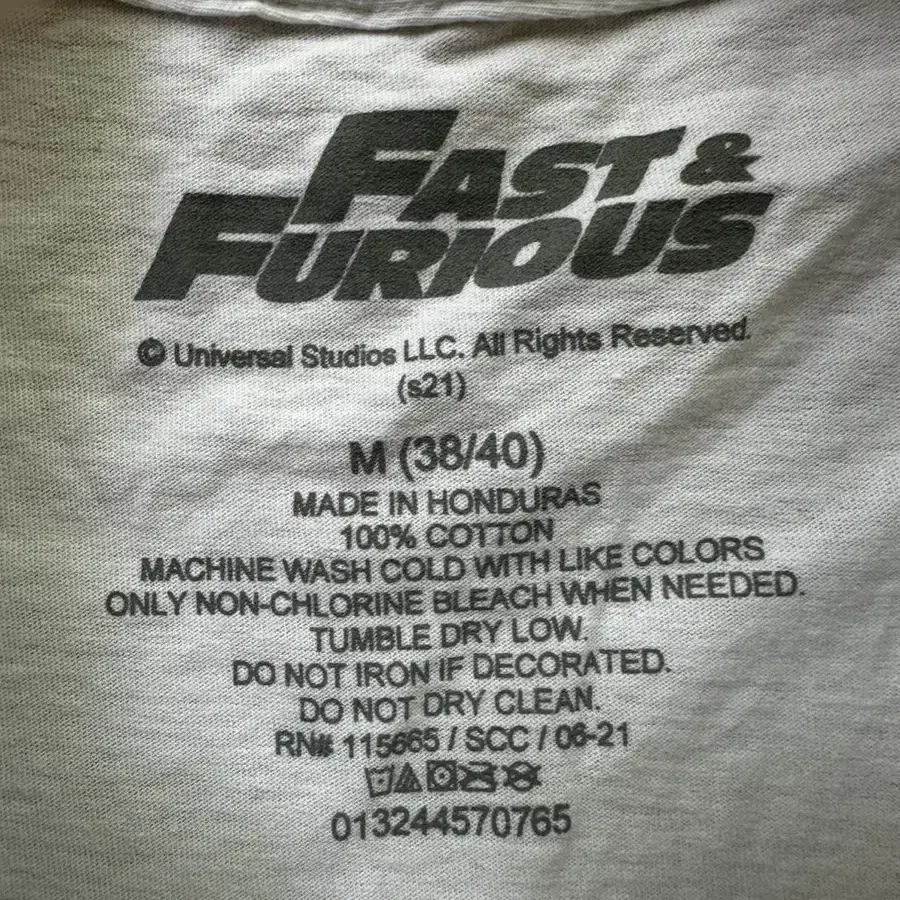 FAST &
FURIOUS
© Universal Studios LLC. All Rights Reserved.
(s21)
M (38/40)
MADE IN HONDURAS
100% COTTON
MACHINE WASH COLD WITH LIKE COLORS
ONLY NON-CHLORINE BLEACH WHEN NEEDED.
TUMBLE DRY LOW.
DO NOT IRON IF DECORATED.
DO NOT DRY CLEAN.
RN# 115665 / SCC / 06-21
013244570765